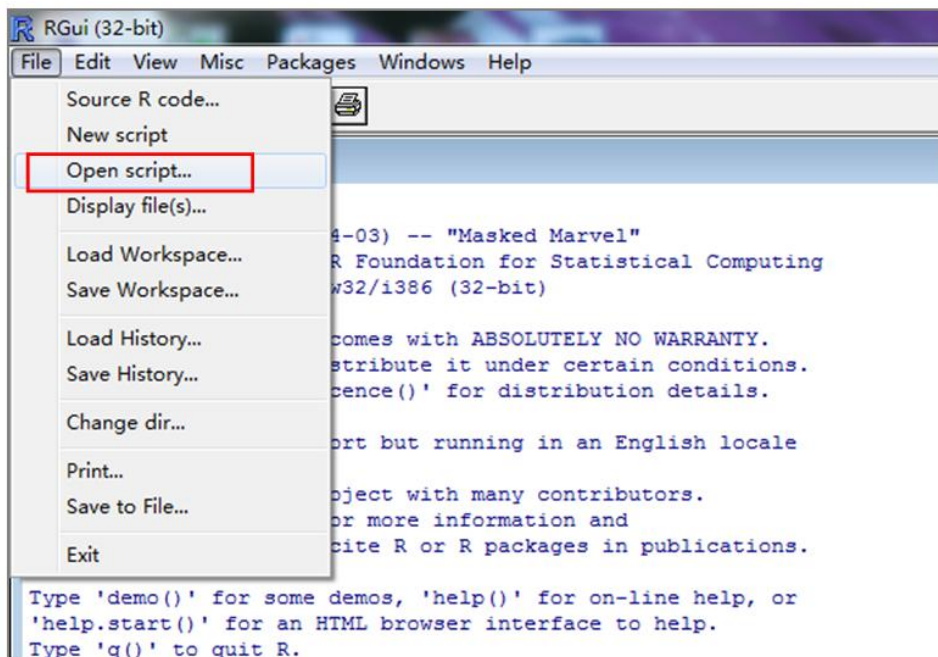 RGui (32-bit)
File Edit View Misc Packages Windows Help
Source R code...
New script
Open script...
Display file(s)...
Load Workspace...
Save Workspace...
Load History...
Save History...
Change dir...
Print...
Save to File...
Exit
4-03) -- "Masked Marvel"
R Foundation for Statistical Computing
w32/i386 (32-bit)
comes with ABSOLUTELY NO WARRANTY.
stribute it under certain conditions.
cence()' for distribution details.
ort but running in an English locale
oject with many contributors.
or more information and
cite R or R packages in publications.
Type 'demo()' for some demos, 'help()' for on-line help, or
'help.start()' for an HTML browser interface to help.
Type 'q()' to quit R.